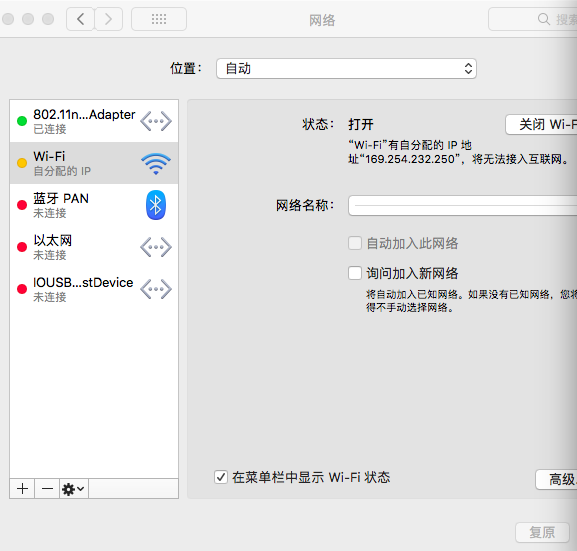 网络
搜索
位置：
自动
802.11n...Adapter
已连接
Wi-Fi
自分配的 IP
蓝牙 PAN
未连接
以太网
未连接
IOUSB...stDevice
未连接
状态：
打开
关闭 Wi-F
“Wi-Fi”有自分配的 IP 地
址“169.254.232.250”，将无法接入互联网。
网络名称：
自动加入此网络
询问加入新网络
将自动加入已知网络。如果没有已知网络，您将
得不手动选择网络。
在菜单栏中显示 Wi-Fi 状态
高级.
复原